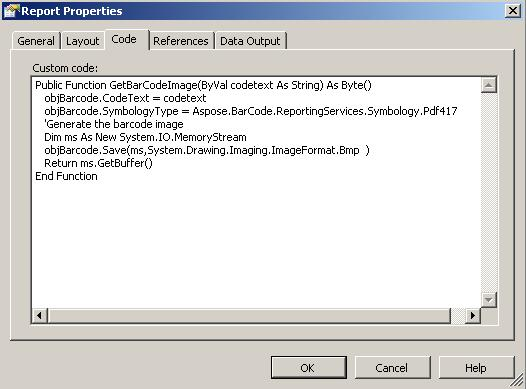 Report Properties
General Layout Code References Data Output
Custom code:
Public Function GetBarCodeImage(ByVal codetext As String) As Byte()
objBarcode.CodeText = codetext
objBarcode.SymbologyType = Aspose.BarCode.ReportingServices.Symbology.Pdf417
'Generate the barcode image
Dim ms As New System.IO.MemoryStream
objBarcode.Save(ms,System.Drawing.Imaging.ImageFormat.Bmp  )
Return ms.GetBuffer()
End Function
OK Cancel Help